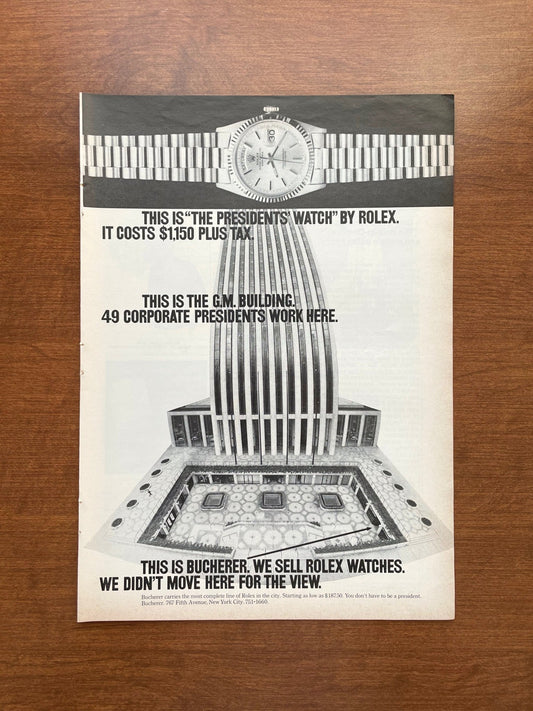 THIS IS "THE PRESIDENTS' WATCH" BY ROLEX.
IT COSTS $1,150 PLUS TAX.
THIS IS THE G.M. BUILDING.
49 CORPORATE PRESIDENTS WORK HERE.
THIS IS BUCHERER. WE SELL ROLEX WATCHES.
WE DIDN'T MOVE HERE FOR THE VIEW.
Bucherer carries the most complete line of Rolex in the city. Starting as low as $187.50. You don't have to be a president.
Bucherer. 767 Fifth Avenue, New York City. 751-1660.